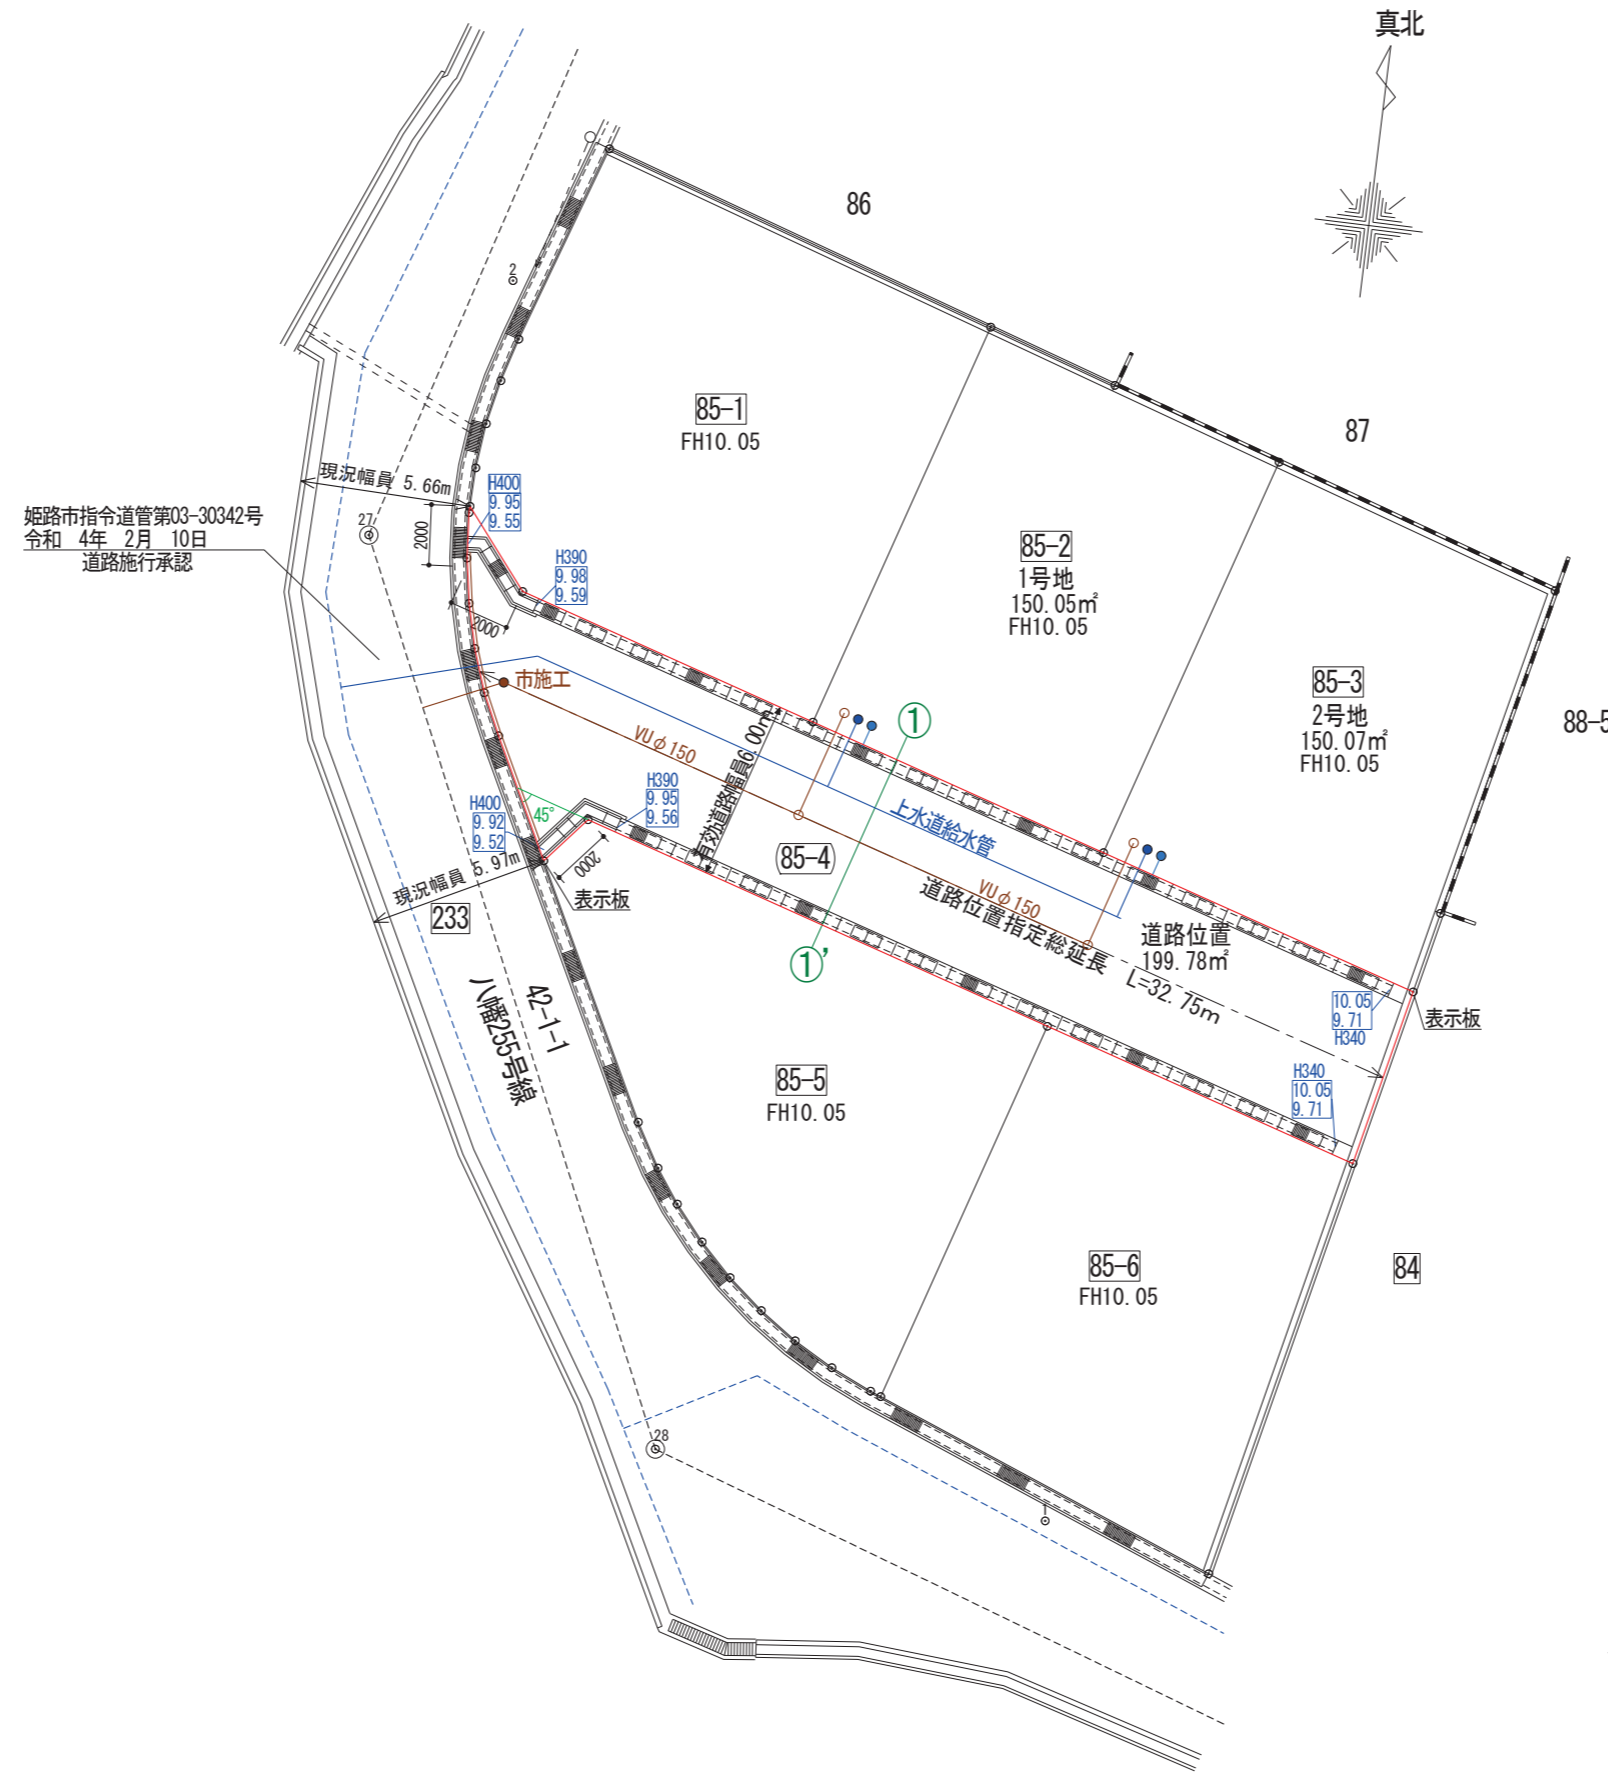 真北
86
2
85-1
FH10.05
87
現況幅員 5.66m
H400
9.95
9.55
姫路市指令道管第03-30342号
令和 4年 2月 10日
道路施行承認
27
2000
85-2
1号地
150.05㎡
FH10.05
H390
9.98
9.59
2000
85-3
2号地
150.07㎡
FH10.05
88-5
市施工
VUφ150
有効道路幅員6.00m
①
H390
9.95
9.56
H400
9.92
9.52
45°
上水道給水管
(85-4)
2000
現況幅員 5.97m
表示板
VUφ150
233
道路位置指定総延長 L=32.75m
道路位置
199.78㎡
①'
42-1-1
八幡255号線
10.05
9.71
H340
表示板
85-5
FH10.05
H340
10.05
9.71
85-6
FH10.05
84
28
1